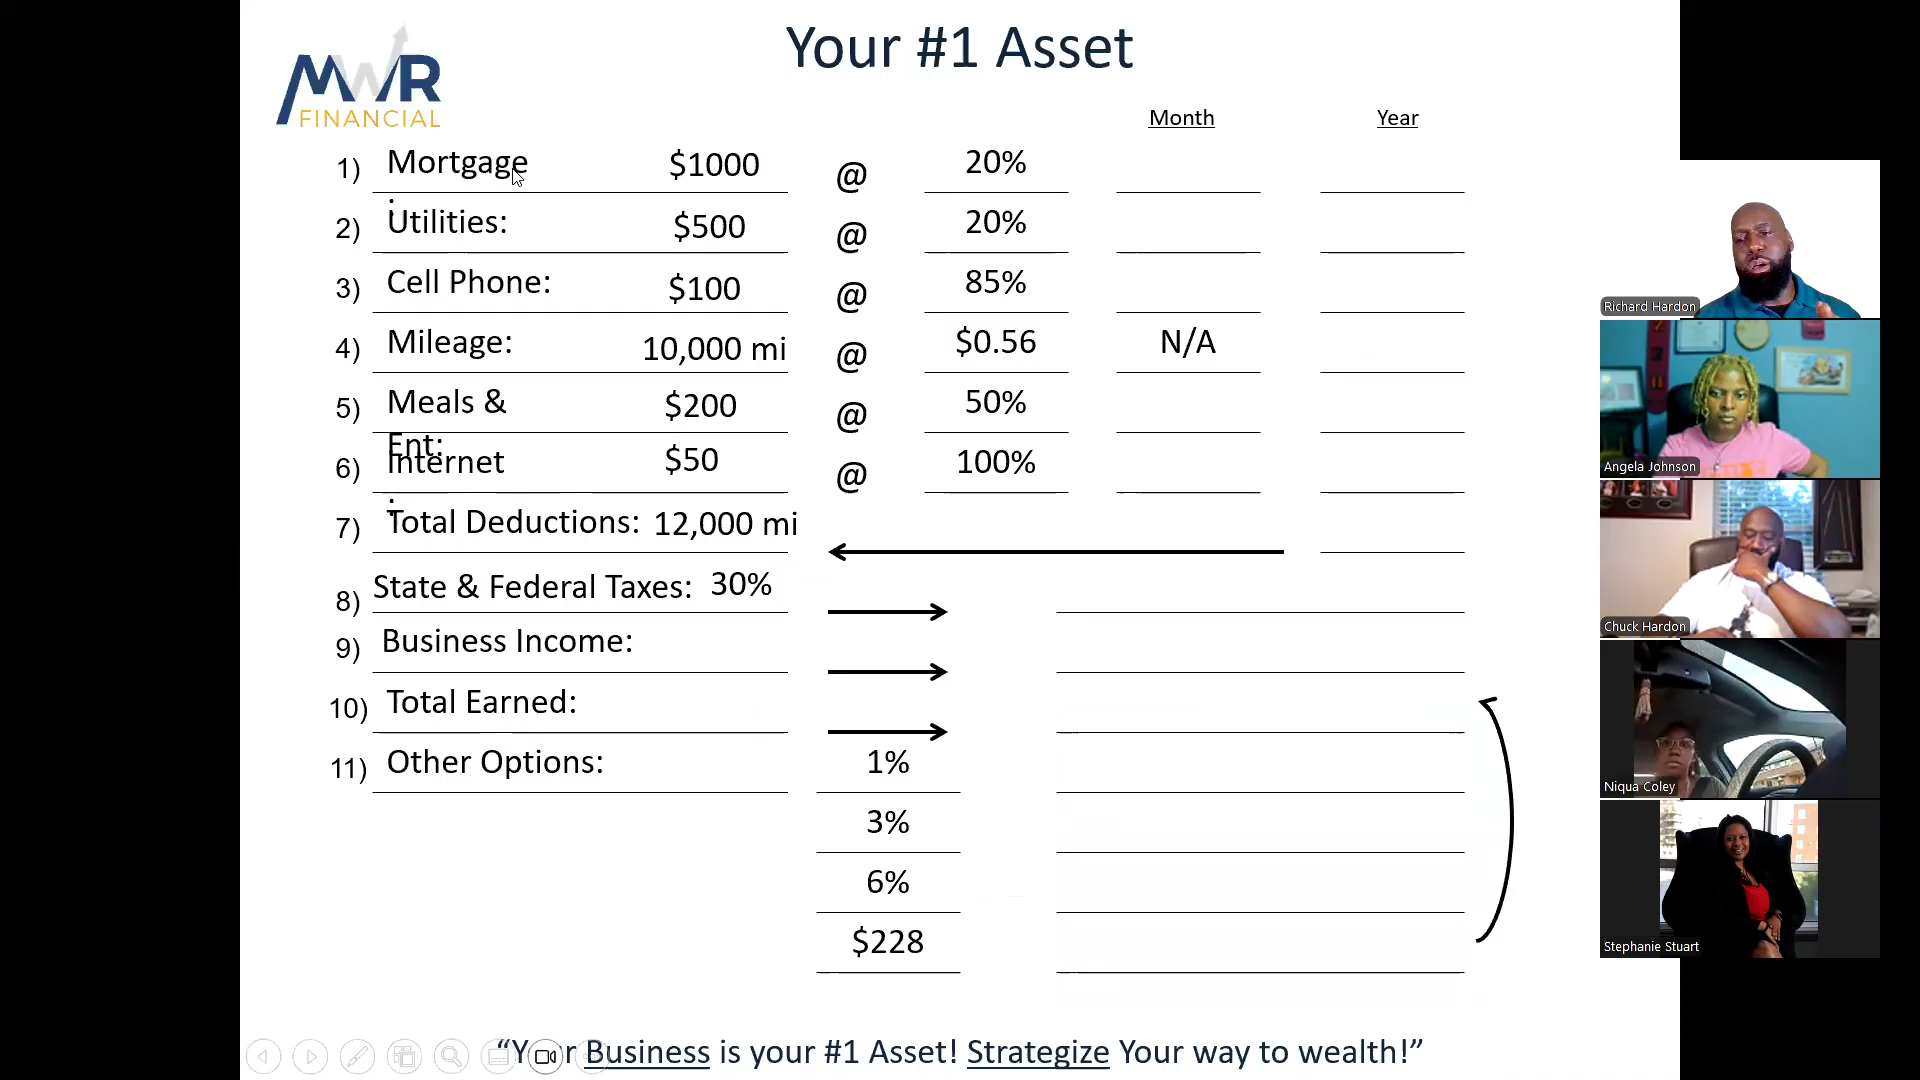 Your #1 Asset
MWR
FINANCIAL
Month Year
1) Mortgage : $1000 @ 20%
2) Utilities: $500 @ 20%
3) Cell Phone: $100 @ 85%
4) Mileage: 10,000 mi @ $0.56 N/A
5) Meals & Ent: $200 @ 50%
6) Internet : $50 @ 100%
7) Total Deductions: 12,000 mi
8) State & Federal Taxes: 30%
9) Business Income:
10) Total Earned:
11) Other Options: 1%
3%
6%
$228
“Your Business is your #1 Asset! Strategize Your way to wealth!”
Richard Hardon
Angela Johnson
Chuck Hardon
Niqua Coley
Stephanie Stuart